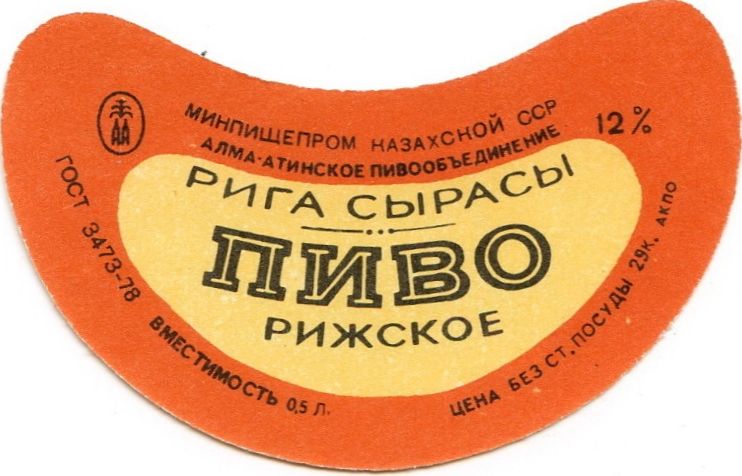 АА
МИНПИЩЕПРОМ КАЗАХСКОЙ ССР
АЛМА-АТИНСКОЕ ПИВООБЪЕДИНЕНИЕ
12%
РИГА СЫРАСЫ
ПИВО
РИЖСКОЕ
ГОСТ 3473-78 ВМЕСТИМОСТЬ 0,5 Л.
ЦЕНА БЕЗ СТ. ПОСУДЫ 29к. АКПО